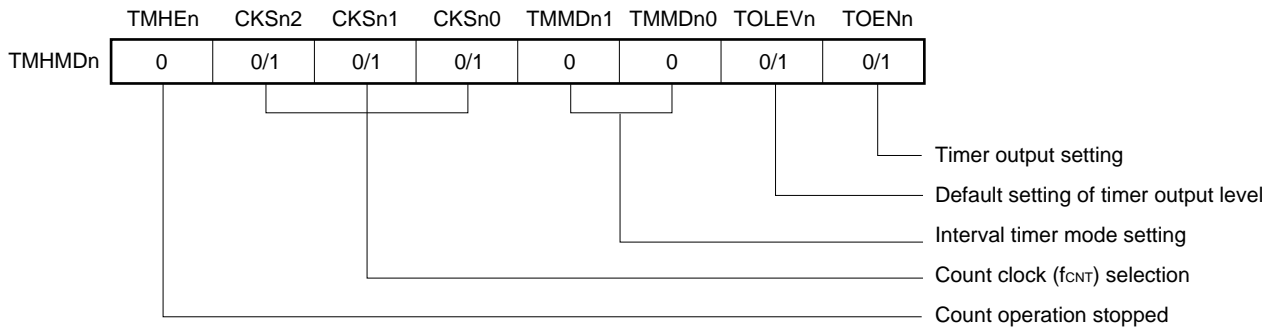 TMHEn CKSn2 CKSn1 CKSn0 TMMDn1 TMMDn0 TOLEVn TOENn
TMHMDn 0 0/1 0/1 0/1 0 0 0/1 0/1
Timer output setting
Default setting of timer output level
Interval timer mode setting
Count clock (fCNT) selection
Count operation stopped